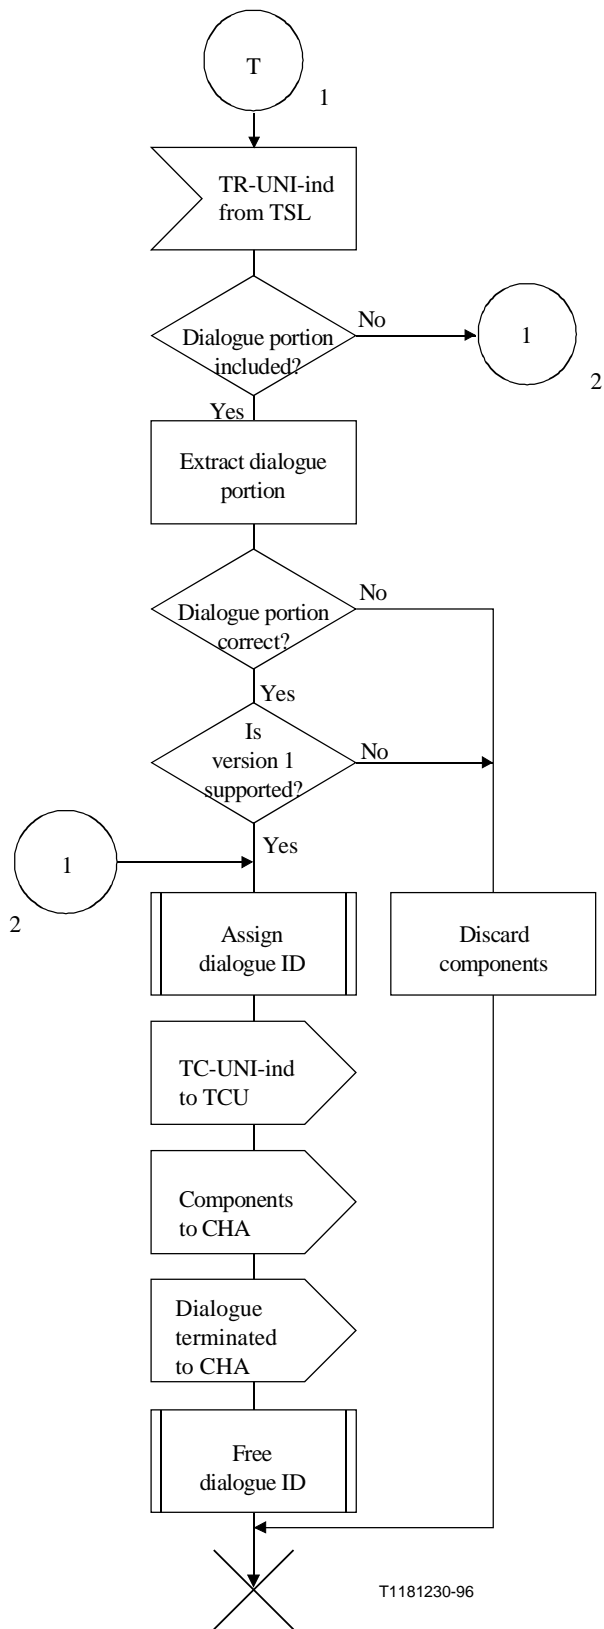 T
1
TR-UNI-ind
from TSL
No
Dialogue portion
included?
1
2
Yes
Extract dialogue
portion
No
Dialogue portion
correct?
Yes
Is
version 1
supported?
No
Yes
1
2
Assign
dialogue ID
Discard
components
TC-UNI-ind
to TCU
Components
to CHA
Dialogue
terminated
to CHA
Free
dialogue ID
T1181230-96